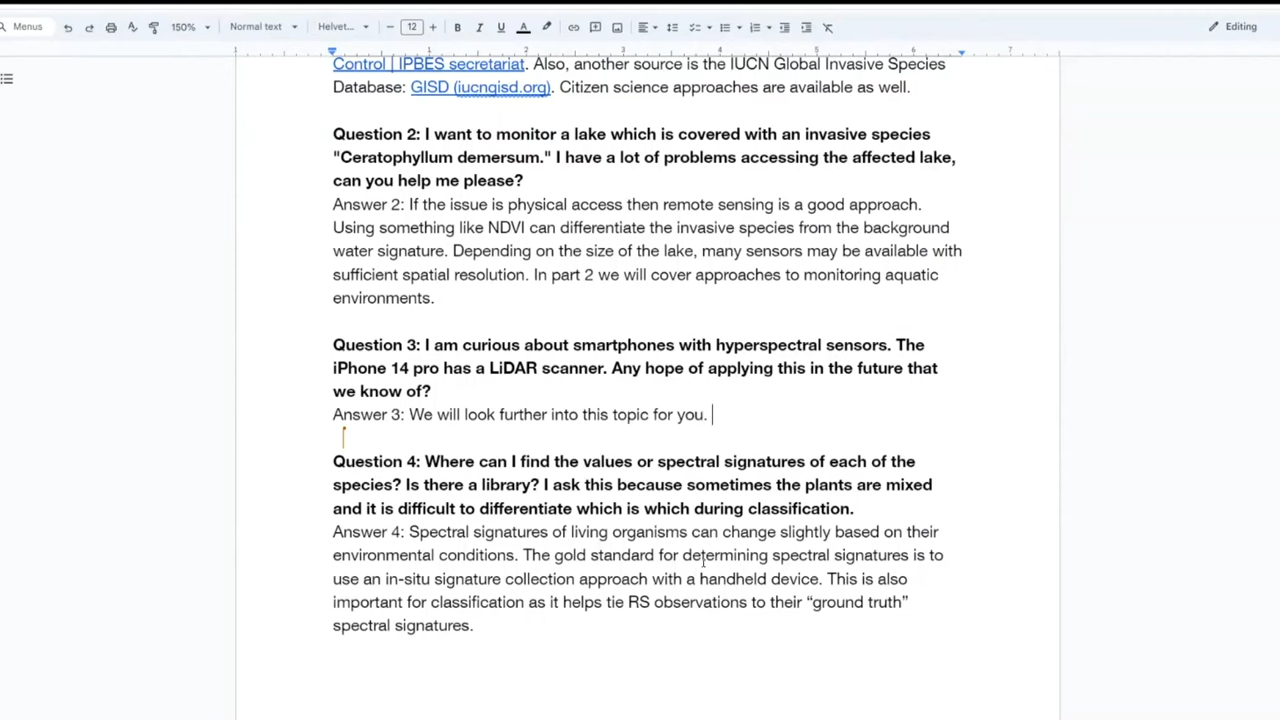 Menus 150% Normal text Helvet... − 12 + B I U A Editing
1 1 2 3 4 5 6 7
Control | IPBES secretariat. Also, another source is the IUCN Global Invasive Species
Database: GISD (iucngisd.org). Citizen science approaches are available as well.
Question 2: I want to monitor a lake which is covered with an invasive species
"Ceratophyllum demersum." I have a lot of problems accessing the affected lake,
can you help me please?
Answer 2: If the issue is physical access then remote sensing is a good approach.
Using something like NDVI can differentiate the invasive species from the background
water signature. Depending on the size of the lake, many sensors may be available with
sufficient spatial resolution. In part 2 we will cover approaches to monitoring aquatic
environments.
Question 3: I am curious about smartphones with hyperspectral sensors. The
iPhone 14 pro has a LiDAR scanner. Any hope of applying this in the future that
we know of?
Answer 3: We will look further into this topic for you.
Question 4: Where can I find the values or spectral signatures of each of the
species? Is there a library? I ask this because sometimes the plants are mixed
and it is difficult to differentiate which is which during classification.
Answer 4: Spectral signatures of living organisms can change slightly based on their
environmental conditions. The gold standard for determining spectral signatures is to
use an in-situ signature collection approach with a handheld device. This is also
important for classification as it helps tie RS observations to their “ground truth”
spectral signatures.